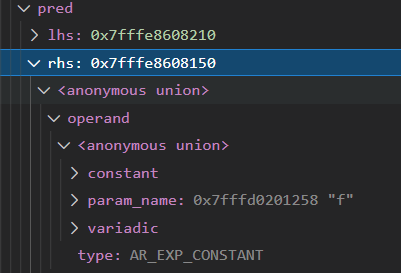 pred
lhs: 0x7fffe8608210
rhs: 0x7fffe8608150
<anonymous union>
operand
<anonymous union>
constant
param_name: 0x7fffd0201258 "f"
variadic
type: AR_EXP_CONSTANT